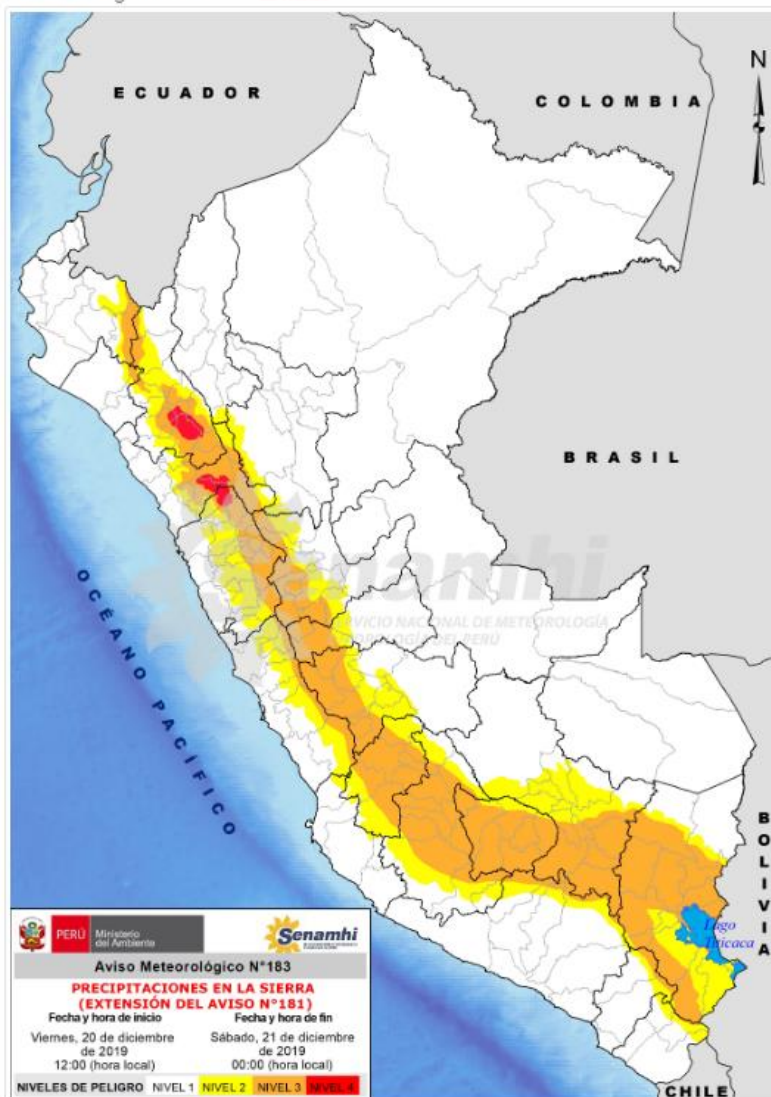 ECUADOR
COLOMBIA
N
BRASIL
Senamhi
SERVICIO NACIONAL DE METEOROLOGÍA
HIDROLOGÍA DEL PERÚ
OCÉANO PACÍFICO
BOLIVIA
Lago
Titicaca
PERÚ
Ministerio
del Ambiente
Senamhi
Aviso Meteorológico N°183
PRECIPITACIONES EN LA SIERRA
(EXTENSIÓN DEL AVISO N°181)
Fecha y hora de inicio
Fecha y hora de fin
Viernes, 20 de diciembre
de 2019
12:00 (hora local)
Sábado, 21 de diciembre
de 2019
00:00 (hora local)
NIVELES DE PELIGRO NIVEL 1 NIVEL 2 NIVEL 3 NIVEL 4
CHILE